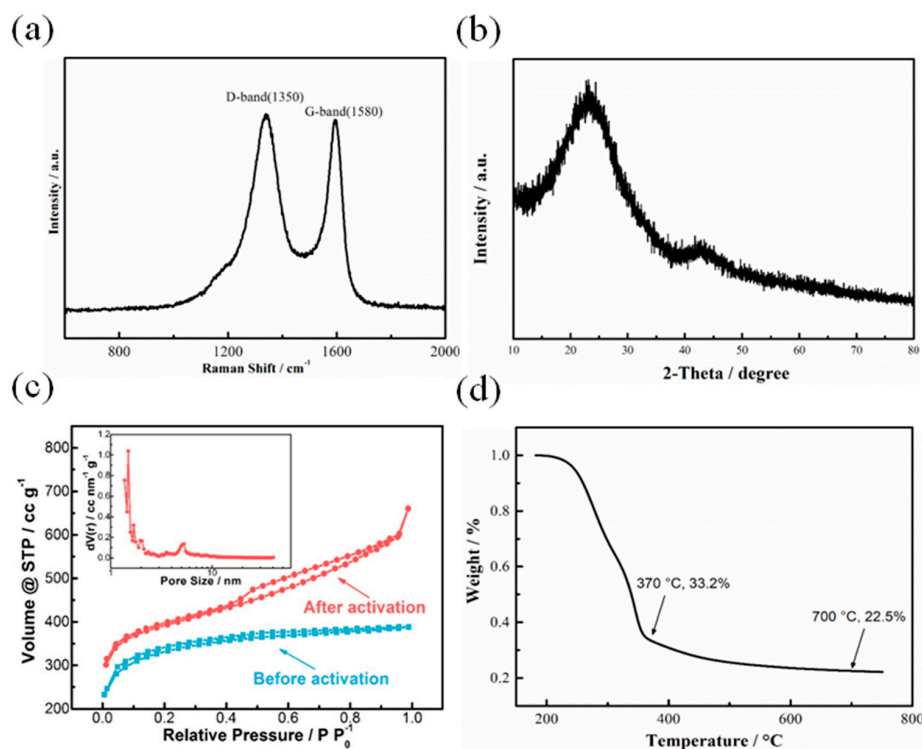 (a)
D-band(1350)
G-band(1580)
Intensity / a.u.
800
1200
1600
2000
Raman Shift / cm⁻¹
(b)
Intensity / a.u.
10
20
30
40
50
60
70
80
2-Theta / degree
(c)
800
700
600
500
400
300
200
Volume @ STP / cc g⁻¹
1.2
1.0
0.8
0.6
0.4
0.2
0.0
dV(r) / cc nm⁻¹ g⁻¹
1
10
Pore Size / nm
After activation
Before activation
0.0
0.2
0.4
0.6
0.8
1.0
Relative Pressure / P P₀⁻¹
(d)
1.0
0.8
0.6
0.4
0.2
Weight / %
370 °C, 33.2%
700 °C, 22.5%
200
400
600
800
Temperature / °C